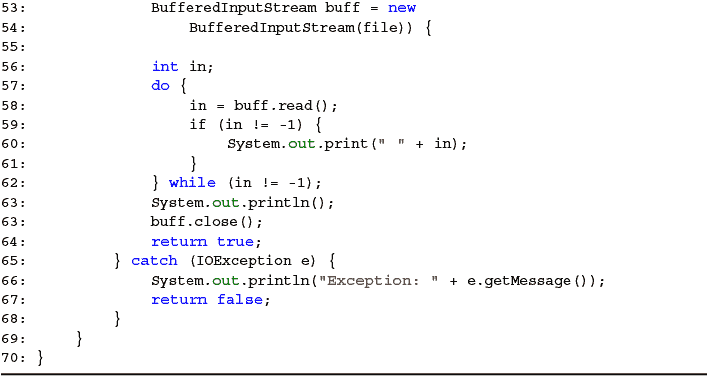 53:             BufferedInputStream buff = new
54:                 BufferedInputStream(file)) {
55:
56:             int in;
57:             do {
58:                 in = buff.read();
59:                 if (in != -1) {
60:                     System.out.print(" " + in);
61:                 }
62:             } while (in != -1);
63:             System.out.println();
63:             buff.close();
64:             return true;
65:         } catch (IOException e) {
66:             System.out.println("Exception: " + e.getMessage());
67:             return false;
68:         }
69:     }
70: }